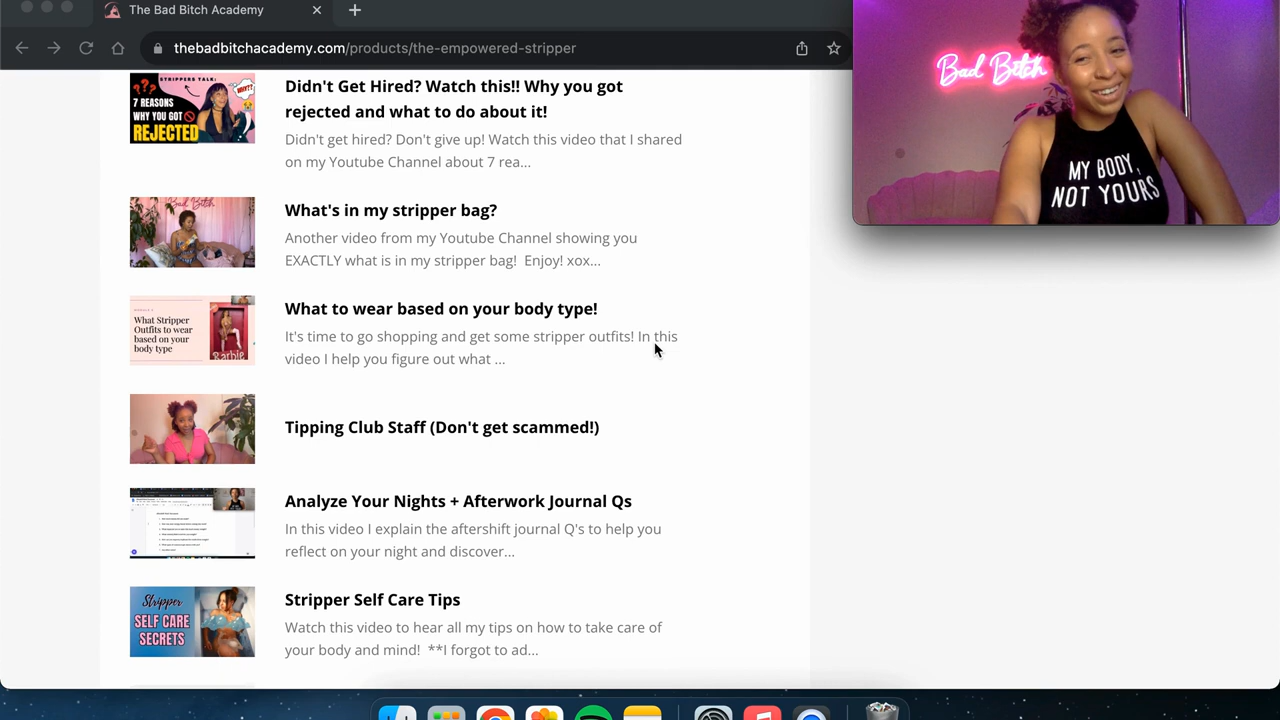 The Bad Bitch Academy
thebadbitchacademy.com/products/the-empowered-stripper
Bad Bitch
MY BODY,
NOT YOURS
STRIPPERS TALK:
WHY??
7 REASONS
WHY YOU GOT
REJECTED
Didn't Get Hired? Watch this!! Why you got
rejected and what to do about it!
Didn't get hired? Don't give up! Watch this video that I shared
on my Youtube Channel about 7 rea...
Bad Bitch
What's in my stripper bag?
Another video from my Youtube Channel showing you
EXACTLY what is in my stripper bag! Enjoy! xox...
What Stripper
Outfits to wear
based on your
body type
Barbie
What to wear based on your body type!
It's time to go shopping and get some stripper outfits! In this
video I help you figure out what ...
Tipping Club Staff (Don't get scammed!)
Analyze Your Nights + Afterwork Journal Qs
In this video I explain the aftershift journal Q's to help you
reflect on your night and discover...
Stripper
SELF CARE
SECRETS
Stripper Self Care Tips
Watch this video to hear all my tips on how to take care of
your body and mind! **I forgot to ad...